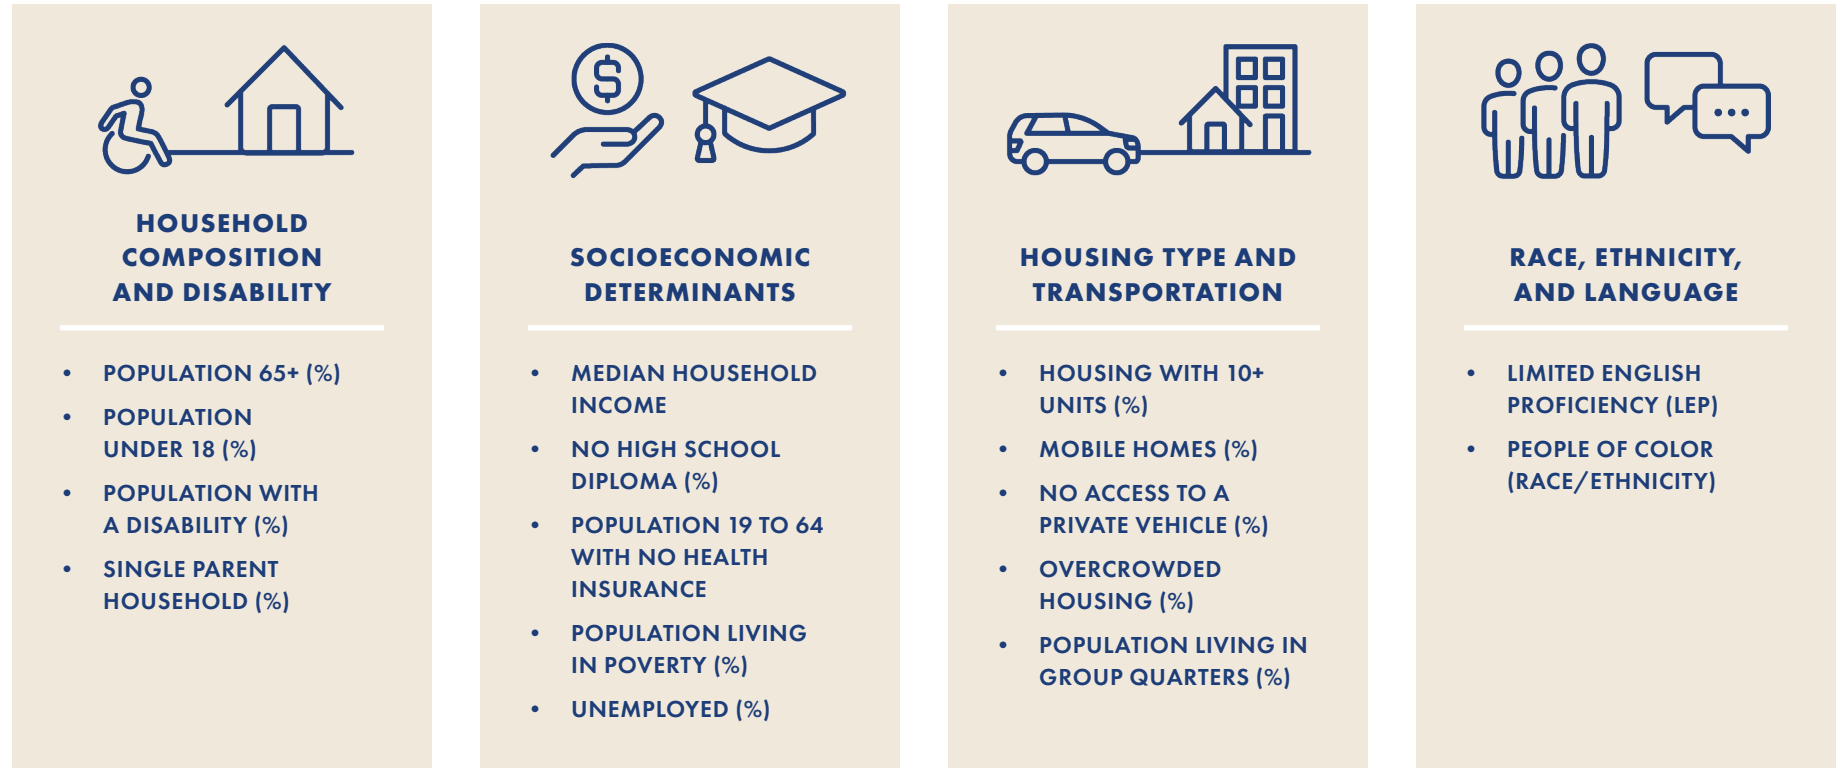 HOUSEHOLD
COMPOSITION
AND DISABILITY
• POPULATION 65+ (%)
• POPULATION
UNDER 18 (%)
• POPULATION WITH
A DISABILITY (%)
• SINGLE PARENT
HOUSEHOLD (%)
$
SOCIOECONOMIC
DETERMINANTS
• MEDIAN HOUSEHOLD
INCOME
• NO HIGH SCHOOL
DIPLOMA (%)
• POPULATION 19 TO 64
WITH NO HEALTH
INSURANCE
• POPULATION LIVING
IN POVERTY (%)
• UNEMPLOYED (%)
HOUSING TYPE AND
TRANSPORTATION
• HOUSING WITH 10+
UNITS (%)
• MOBILE HOMES (%)
• NO ACCESS TO A
PRIVATE VEHICLE (%)
• OVERCROWDED
HOUSING (%)
• POPULATION LIVING IN
GROUP QUARTERS (%)
RACE, ETHNICITY,
AND LANGUAGE
• LIMITED ENGLISH
PROFICIENCY (LEP)
• PEOPLE OF COLOR
(RACE/ETHNICITY)